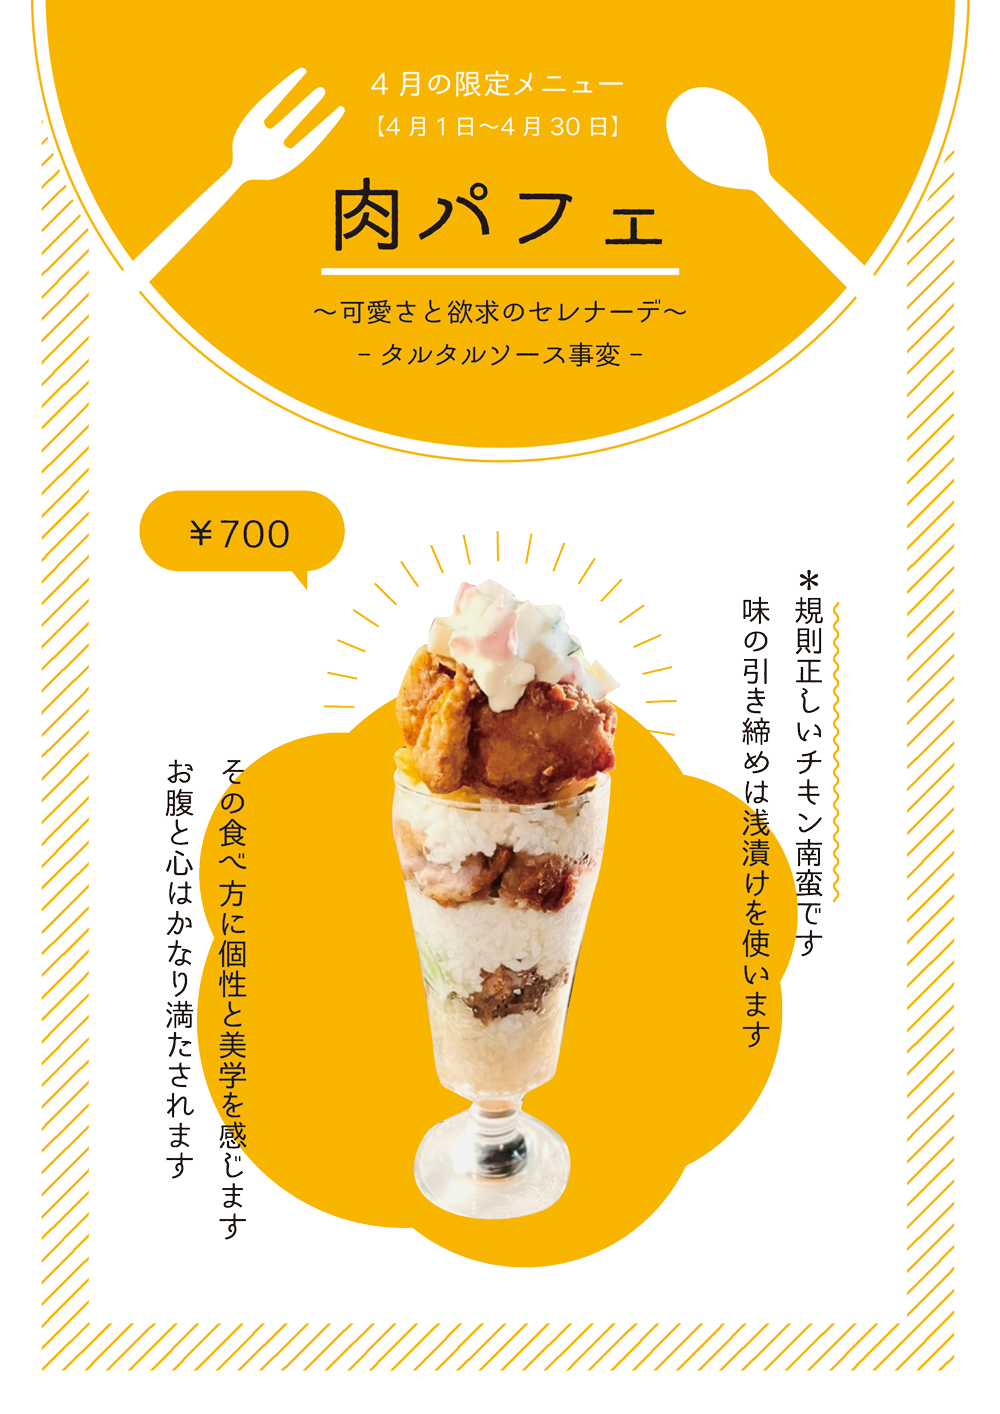 4月の限定メニュー
【4月1日～4月30日】
肉パフェ
～可愛さと欲求のセレナーデ～
- タルタルソース事変 -
¥700
＊規則正しいチキン南蛮です
味の引き締めは浅漬けを使います
その食べ方に個性と美学を感じます
お腹と心はかなり満たされます